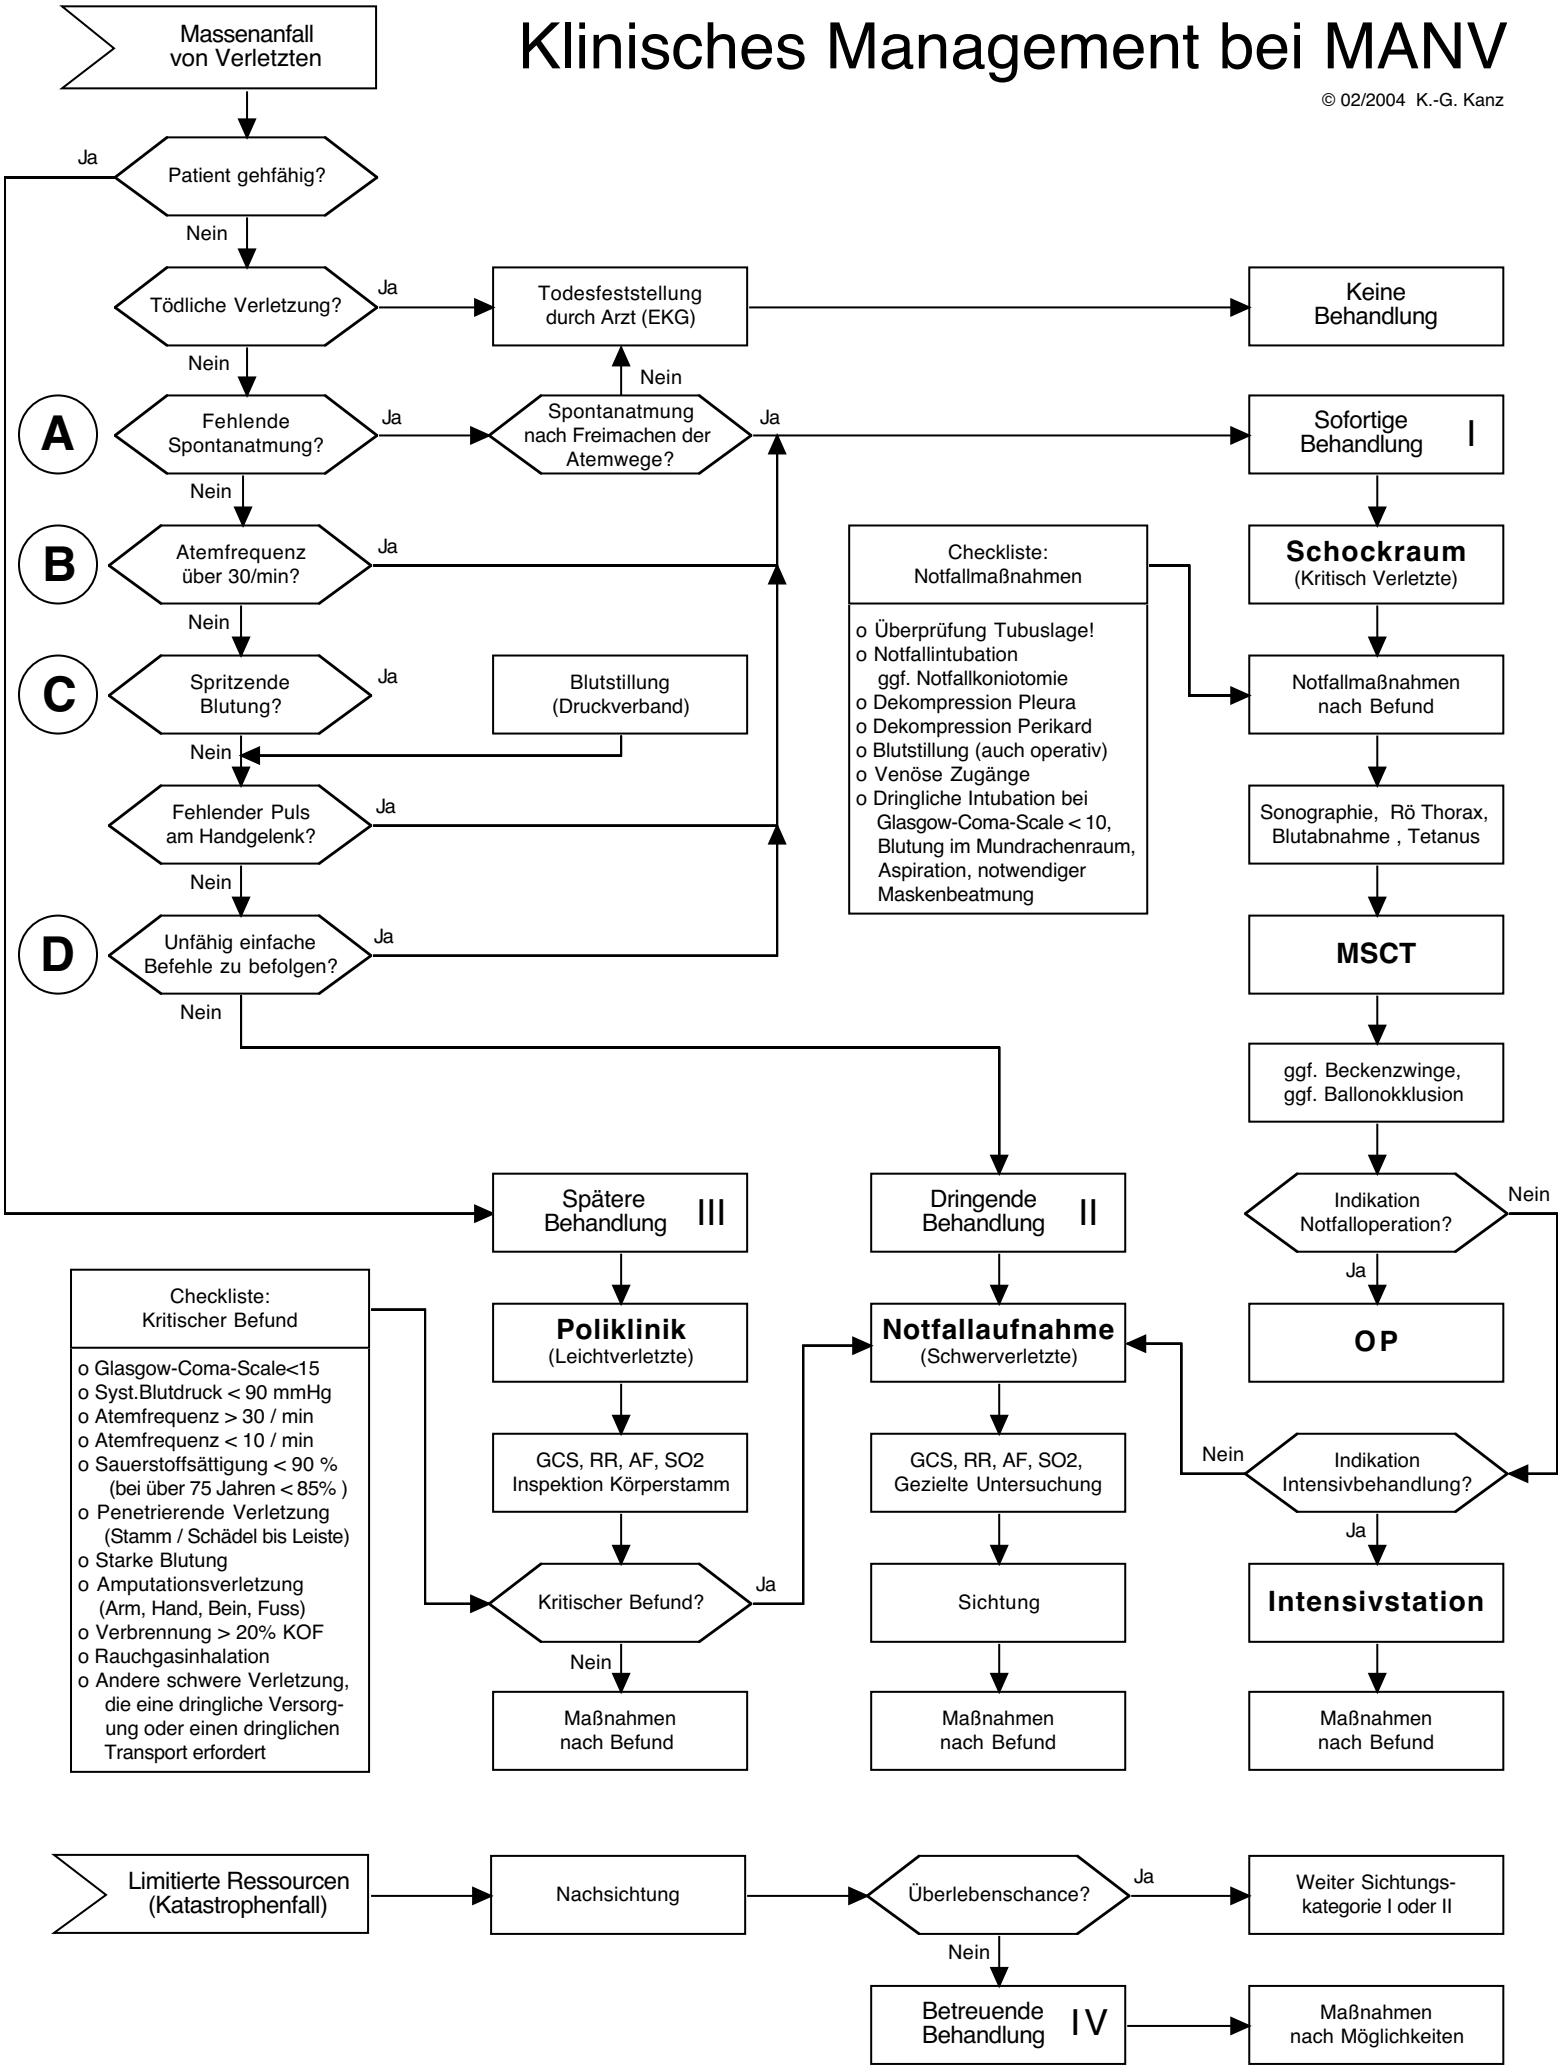 Klinisches Management bei MANV
© 02/2004 K.-G. Kanz
Massenanfall
von Verletzten
Ja
Patient gehfähig?
Nein
Tödliche Verletzung?
Ja
Todesfeststellung
durch Arzt (EKG)
Keine
Behandlung
Nein
Nein
A
Fehlende
Spontanatmung?
Ja
Spontanatmung
nach Freimachen der
Atemwege?
Ja
Sofortige
Behandlung
I
Nein
B
Atemfrequenz
über 30/min?
Ja
Checkliste:
Notfallmaßnahmen
o Überprüfung Tubuslage!
o Notfallintubation
ggf. Notfallkoniotomie
o Dekompression Pleura
o Dekompression Perikard
o Blutstillung (auch operativ)
o Venöse Zugänge
o Dringliche Intubation bei
Glasgow-Coma-Scale < 10,
Blutung im Mundrachenraum,
Aspiration, notwendiger
Maskenbeatmung
Schockraum
(Kritisch Verletzte)
Nein
C
Spritzende
Blutung?
Ja
Blutstillung
(Druckverband)
Notfallmaßnahmen
nach Befund
Nein
Fehlender Puls
am Handgelenk?
Ja
Sonographie, Rö Thorax,
Blutabnahme , Tetanus
Nein
D
Unfähig einfache
Befehle zu befolgen?
Ja
MSCT
Nein
ggf. Beckenzwinge,
ggf. Ballonokklusion
Spätere
Behandlung
III
Dringende
Behandlung
II
Indikation
Notfalloperation?
Nein
Ja
Checkliste:
Kritischer Befund
o Glasgow-Coma-Scale<15
o Syst.Blutdruck < 90 mmHg
o Atemfrequenz > 30 / min
o Atemfrequenz < 10 / min
o Sauerstoffsättigung < 90 %
(bei über 75 Jahren < 85% )
o Penetrierende Verletzung
(Stamm / Schädel bis Leiste)
o Starke Blutung
o Amputationsverletzung
(Arm, Hand, Bein, Fuss)
o Verbrennung > 20% KOF
o Rauchgasinhalation
o Andere schwere Verletzung,
die eine dringliche Versorg-
ung oder einen dringlichen
Transport erfordert
Poliklinik
(Leichtverletzte)
Notfallaufnahme
(Schwerverletzte)
OP
GCS, RR, AF, SO2
Inspektion Körperstamm
GCS, RR, AF, SO2,
Gezielte Untersuchung
Nein
Indikation
Intensivbehandlung?
Ja
Kritischer Befund?
Ja
Sichtung
Intensivstation
Nein
Maßnahmen
nach Befund
Maßnahmen
nach Befund
Maßnahmen
nach Befund
Limitierte Ressourcen
(Katastrophenfall)
Nachsichtung
Überlebenschance?
Ja
Weiter Sichtungs-
kategorie I oder II
Nein
Betreuende
Behandlung
IV
Maßnahmen
nach Möglichkeiten